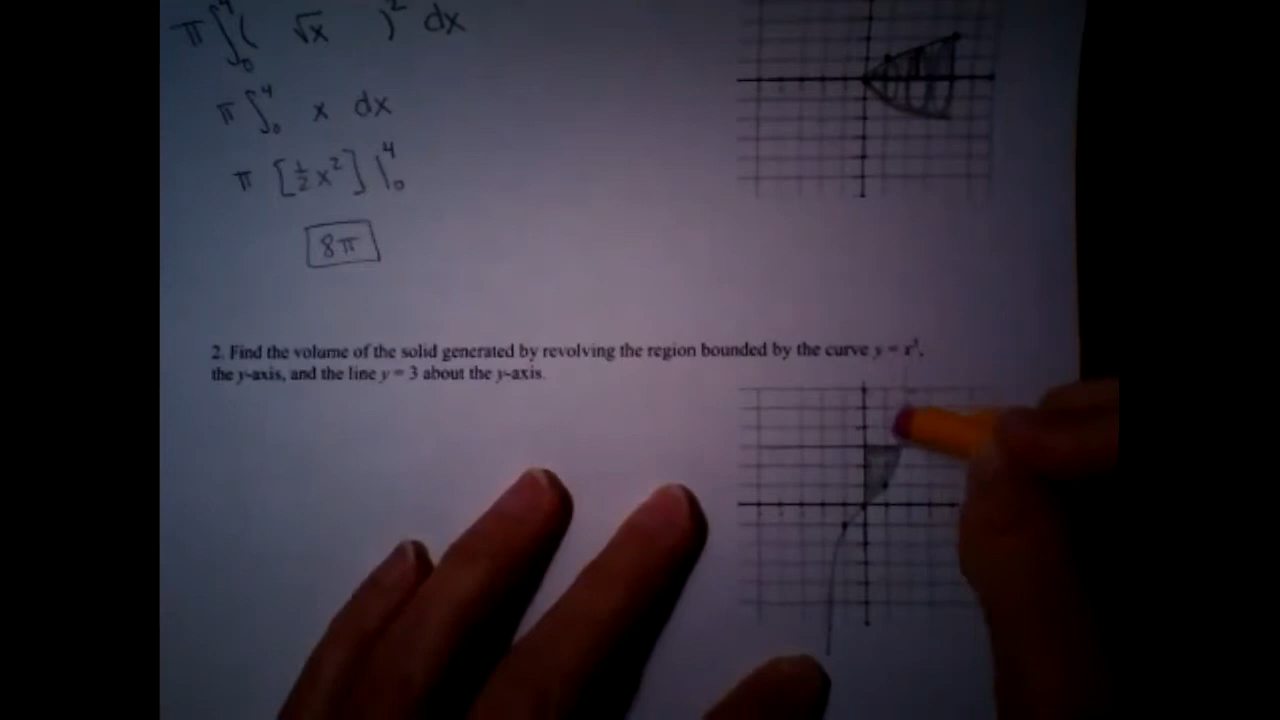 π ∫₀⁴ ( √x )² dx
π ∫₀⁴ x dx
π [½x²] |₀⁴
8π
2. Find the volume of the solid generated by revolving the region bounded by the curve y = x³,
the y-axis, and the line y = 3 about the y-axis.